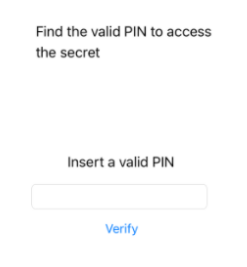 Find the valid PIN to access
the secret
Insert a valid PIN
Verify